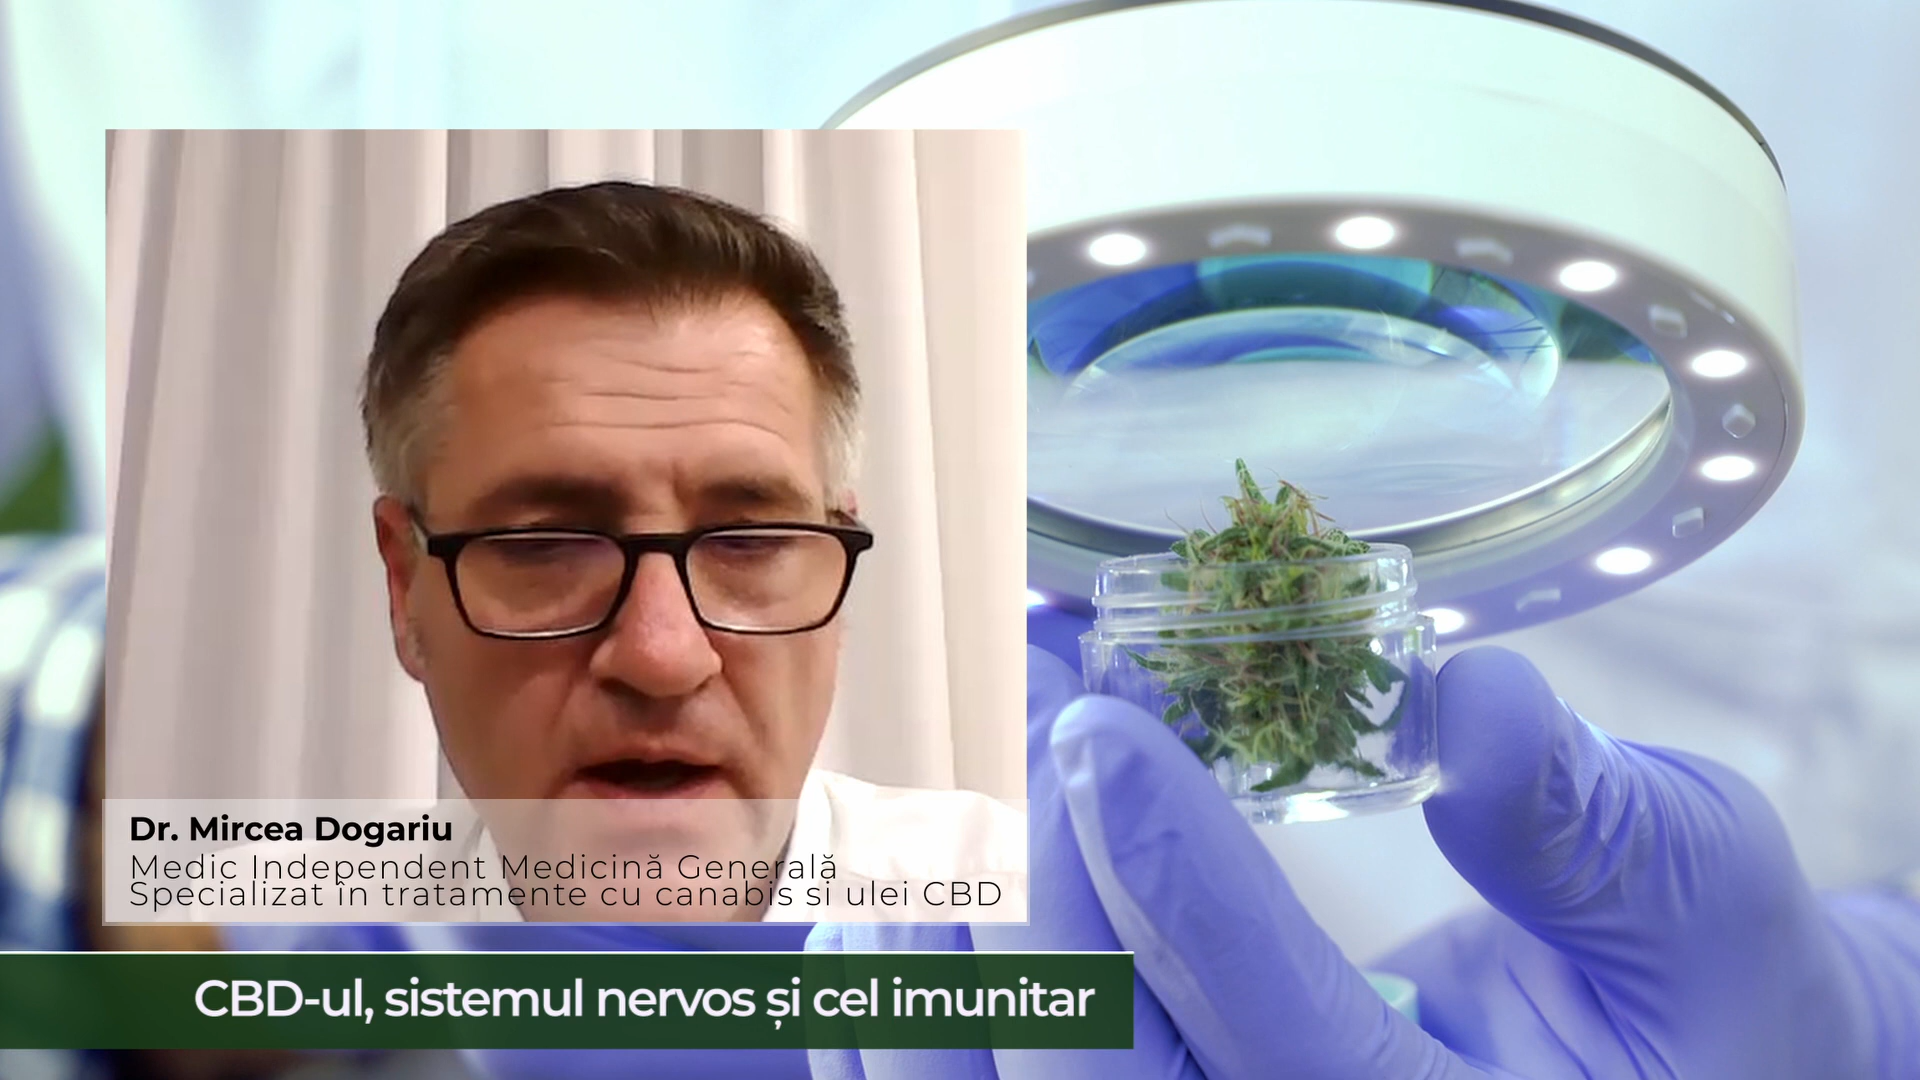 Dr. Mircea Dogariu
Medic Independent Medicină Generală
Specializat în tratamente cu canabis si ulei CBD
CBD-ul, sistemul nervos și cel imunitar